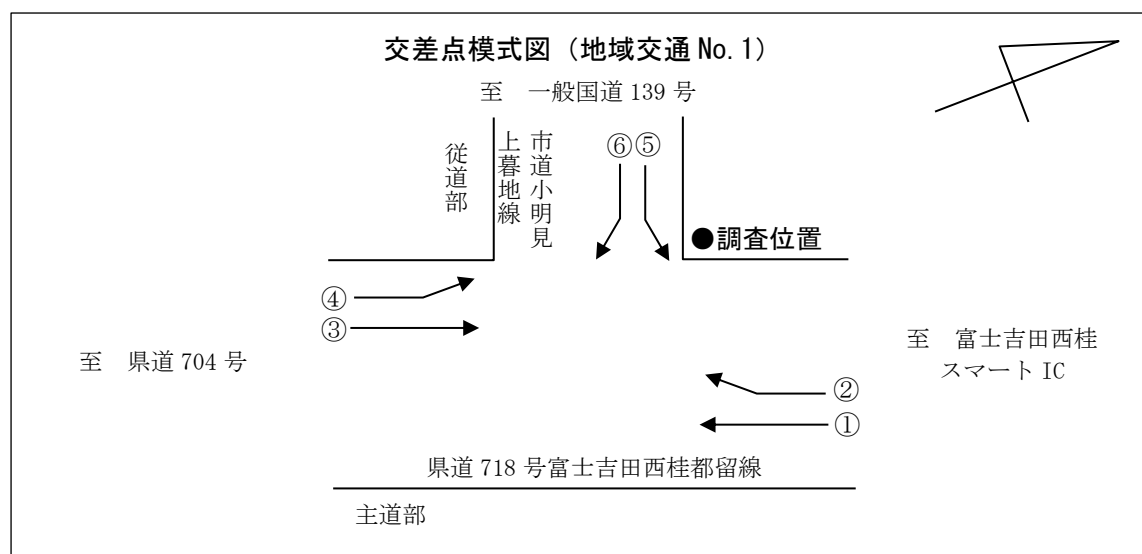 交差点模式図（地域交通 No. 1）
至　一般国道 139 号
従道部
上暮地線
市道小明見
⑥⑤
●調査位置
④
③
至　県道 704 号
至　富士吉田西桂
スマート IC
②
①
県道 718 号富士吉田西桂都留線
主道部